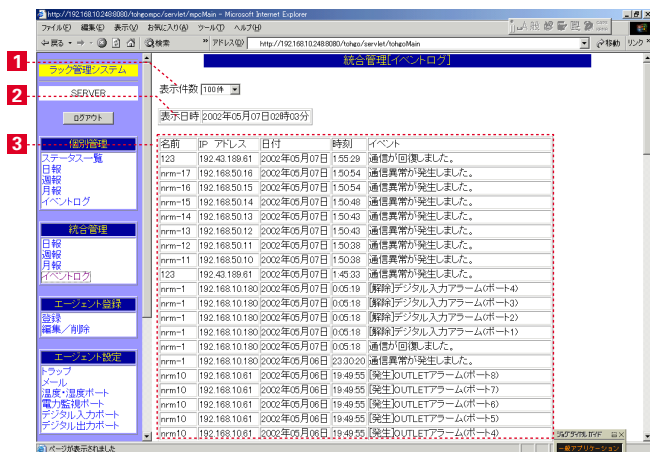 http://192.168.10.248:8080/tohgompc/servlet/mpcMain - Microsoft Internet Explorer
ファイル(F) 編集(E) 表示(V) お気に入り(A) ツール(T) ヘルプ(H)
戻る 検索 アドレス(D) http://192.168.10.248:8080/tohgo/servlet/tohgoMain 移動 リンク
1
2
3
ラック管理システム
SERVER
ログアウト
個別管理
ステータス一覧
日報
週報
月報
イベントログ
統合管理
日報
週報
月報
イベントログ
エージェント登録
登録
編集/削除
エージェント設定
トラップ
メール
温度・湿度ポート
電力監視ポート
デジタル入力ポート
デジタル出力ポート
統合管理[イベントログ]
表示件数 100件
表示日時 2002年05月07日02時03分
名前 IP アドレス 日付 時刻 イベント
123 192.43.189.61 2002年05月07日 1:55:29 通信が回復しました。
nrm-17 192.168.50.16 2002年05月07日 1:50:54 通信異常が発生しました。
nrm-16 192.168.50.15 2002年05月07日 1:50:54 通信異常が発生しました。
nrm-15 192.168.50.14 2002年05月07日 1:50:48 通信異常が発生しました。
nrm-14 192.168.50.13 2002年05月07日 1:50:43 通信異常が発生しました。
nrm-13 192.168.50.12 2002年05月07日 1:50:43 通信異常が発生しました。
nrm-12 192.168.50.11 2002年05月07日 1:50:38 通信異常が発生しました。
nrm-11 192.168.50.10 2002年05月07日 1:50:38 通信異常が発生しました。
123 192.43.189.61 2002年05月07日 1:45:33 通信異常が発生しました。
nrm-1 192.168.10.180 2002年05月07日 0:05:19 [解除]デジタル入力アラーム(ポート4)
nrm-1 192.168.10.180 2002年05月07日 0:05:18 [解除]デジタル入力アラーム(ポート3)
nrm-1 192.168.10.180 2002年05月07日 0:05:18 [解除]デジタル入力アラーム(ポート2)
nrm-1 192.168.10.180 2002年05月07日 0:05:18 [解除]デジタル入力アラーム(ポート1)
nrm-1 192.168.10.180 2002年05月07日 0:05:18 通信が回復しました。
nrm-1 192.168.10.180 2002年05月06日 23:30:20 通信異常が発生しました。
nrm10 192.168.10.61 2002年05月06日 19:49:55 [発生]OUTLETアラーム(ポート8)
nrm10 192.168.10.61 2002年05月06日 19:49:55 [発生]OUTLETアラーム(ポート7)
nrm10 192.168.10.61 2002年05月06日 19:49:55 [発生]OUTLETアラーム(ポート6)
nrm10 192.168.10.61 2002年05月06日 19:49:55 [発生]OUTLETアラーム(ポート5)
nrm10 192.168.10.61 2002年05月06日 19:49:55 [発生]OUTLETアラーム(ポート4)
ページが表示されました
一般アプリケーション